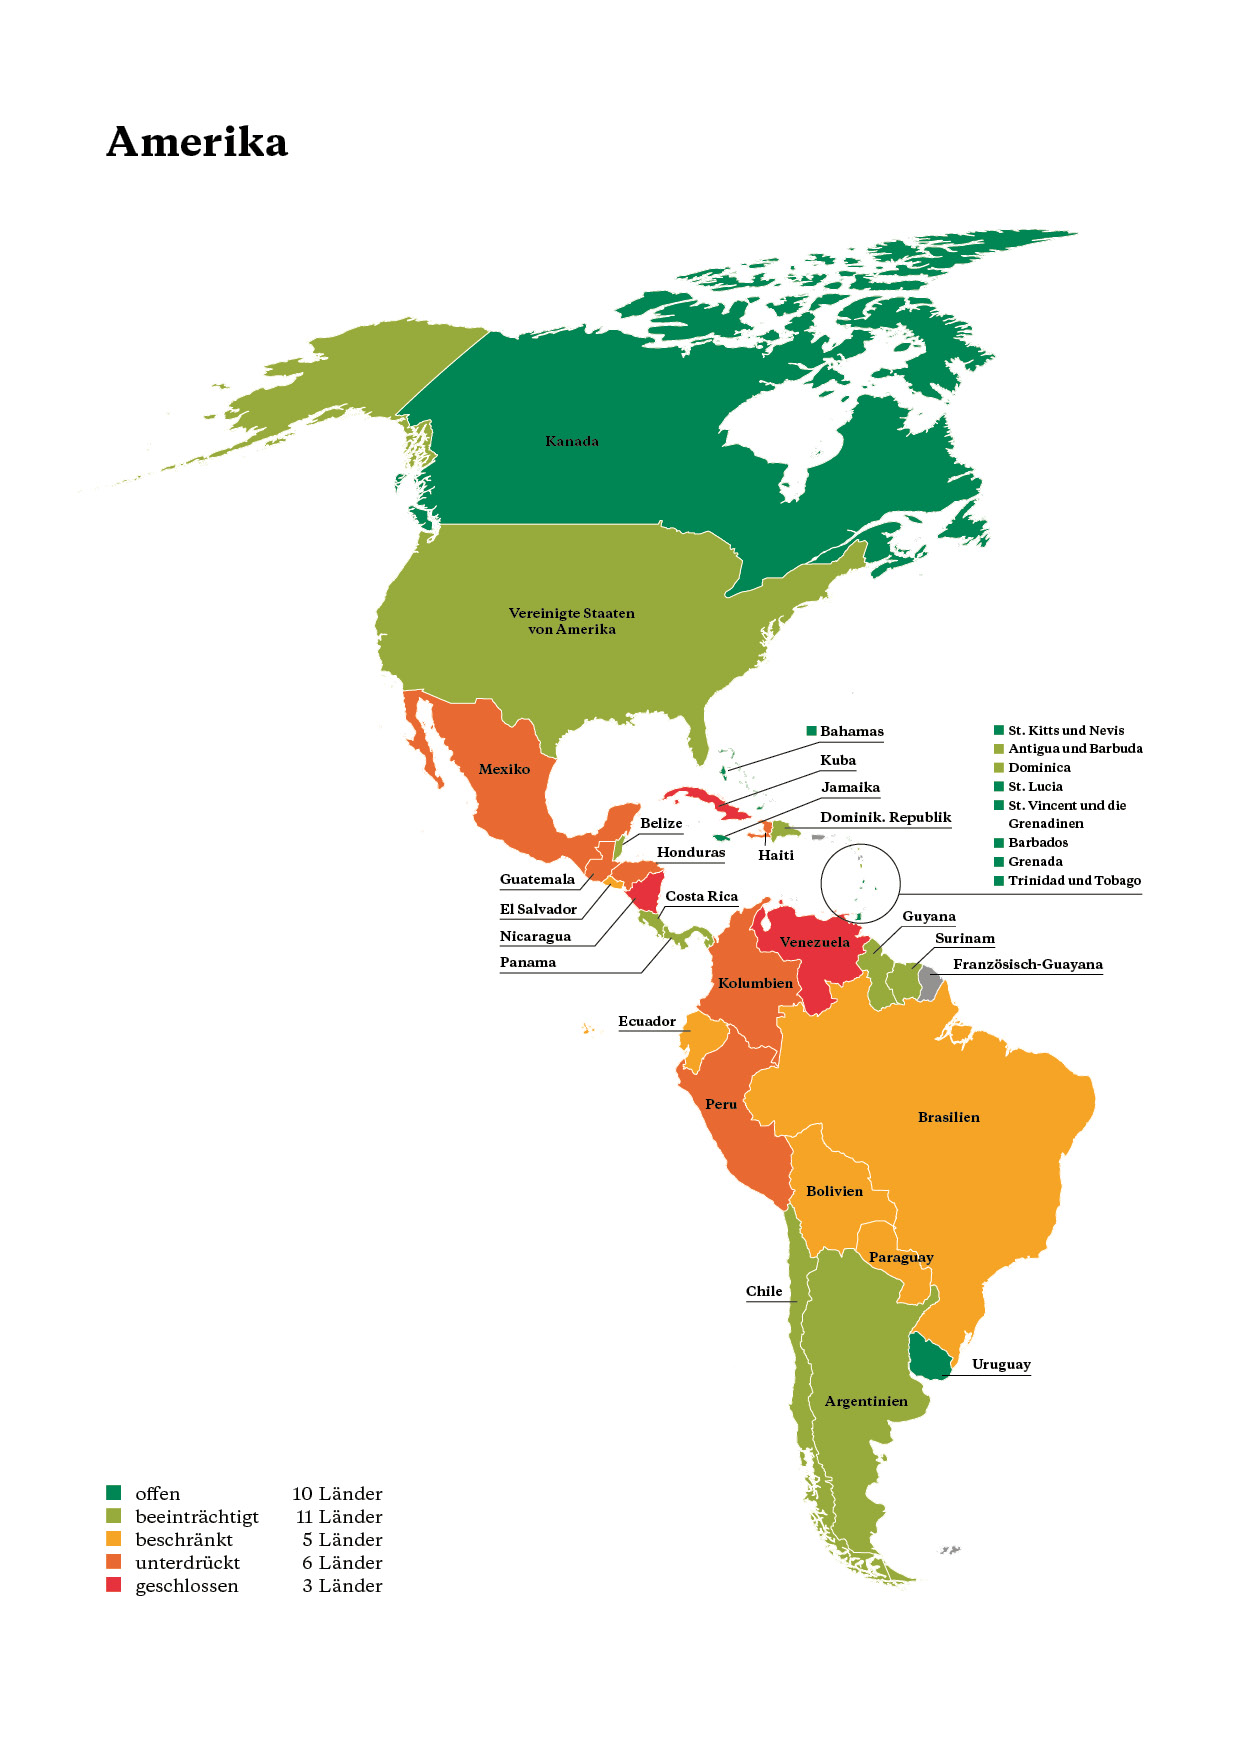 Amerika
Kanada
Vereinigte Staaten
von Amerika
Mexiko
Bahamas
Kuba
Jamaika
Dominik. Republik
Haiti
Belize
Honduras
Guatemala
El Salvador
Nicaragua
Costa Rica
Panama
St. Kitts und Nevis
Antigua und Barbuda
Dominica
St. Lucia
St. Vincent und die
Grenadinen
Barbados
Grenada
Trinidad und Tobago
Guyana
Surinam
Französisch-Guayana
Venezuela
Kolumbien
Ecuador
Peru
Brasilien
Bolivien
Paraguay
Chile
Uruguay
Argentinien
offen 10 Länder
beeinträchtigt 11 Länder
beschränkt 5 Länder
unterdrückt 6 Länder
geschlossen 3 Länder